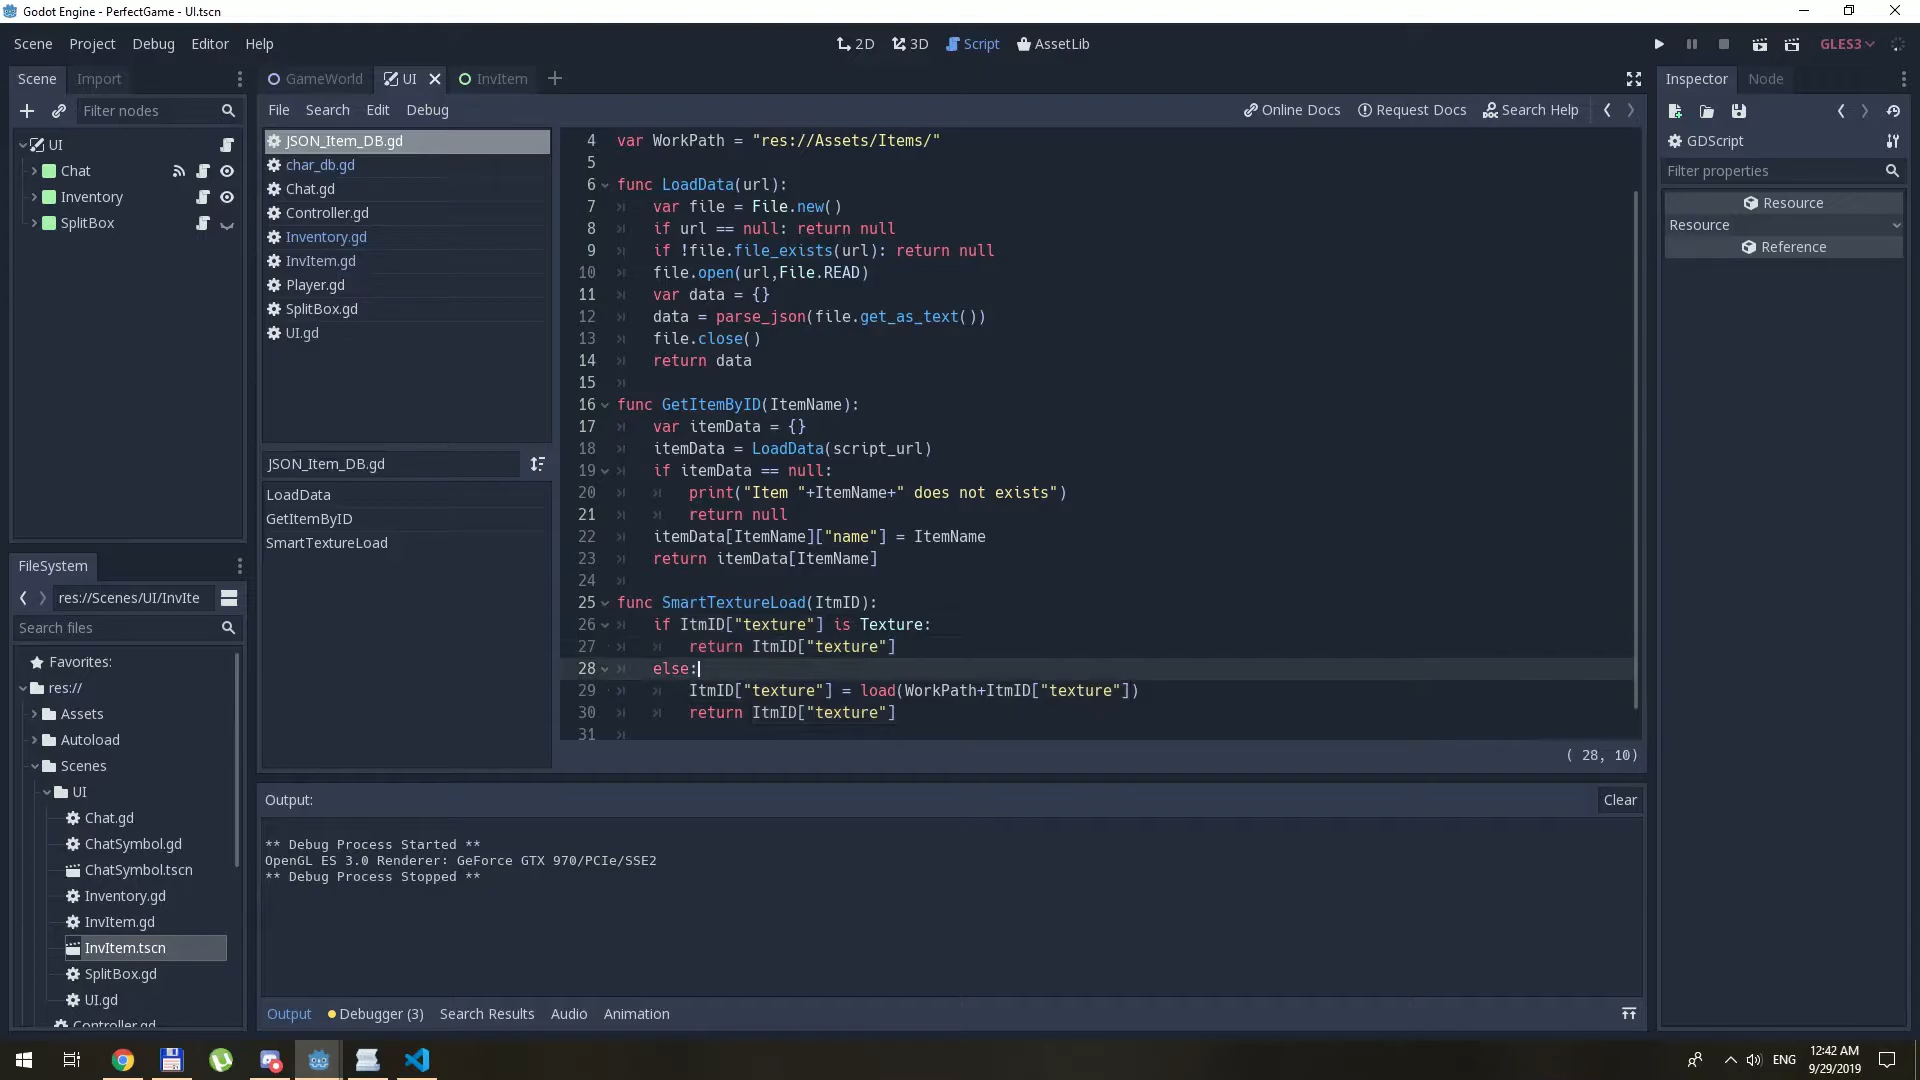 Godot Engine - PerfectGame - UI.tscn
Scene Project Debug Editor Help
2D 3D Script AssetLib
GLES3
Scene Import
GameWorld UI InvItem
Inspector Node
Filter nodes
File Search Edit Debug
Online Docs Request Docs Search Help
UI
Chat
Inventory
SplitBox
JSON_Item_DB.gd
char_db.gd
Chat.gd
Controller.gd
Inventory.gd
InvItem.gd
Player.gd
SplitBox.gd
UI.gd
JSON_Item_DB.gd
LoadData
GetItemByID
SmartTextureLoad
4 var WorkPath = "res://Assets/Items/"
5
6 func LoadData(url):
7 var file = File.new()
8 if url == null: return null
9 if !file.file_exists(url): return null
10 file.open(url,File.READ)
11 var data = {}
12 data = parse_json(file.get_as_text())
13 file.close()
14 return data
15
16 func GetItemByID(ItemName):
17 var itemData = {}
18 itemData = LoadData(script_url)
19 if itemData == null:
20 print("Item "+ItemName+" does not exists")
21 return null
22 itemData[ItemName]["name"] = ItemName
23 return itemData[ItemName]
24
25 func SmartTextureLoad(ItmID):
26 if ItmID["texture"] is Texture:
27 return ItmID["texture"]
28 else:
29 ItmID["texture"] = load(WorkPath+ItmID["texture"])
30 return ItmID["texture"]
31
( 28, 10)
GDScript
Filter properties
Resource
Resource
Reference
FileSystem
res://Scenes/UI/InvIte
Search files
Favorites:
res://
Assets
Autoload
Scenes
UI
Chat.gd
ChatSymbol.gd
ChatSymbol.tscn
Inventory.gd
InvItem.gd
InvItem.tscn
SplitBox.gd
UI.gd
Controller.gd
Output:
Clear
** Debug Process Started **
OpenGL ES 3.0 Renderer: GeForce GTX 970/PCIe/SSE2
** Debug Process Stopped **
Output Debugger (3) Search Results Audio Animation
ENG
12:42 AM
9/29/2019